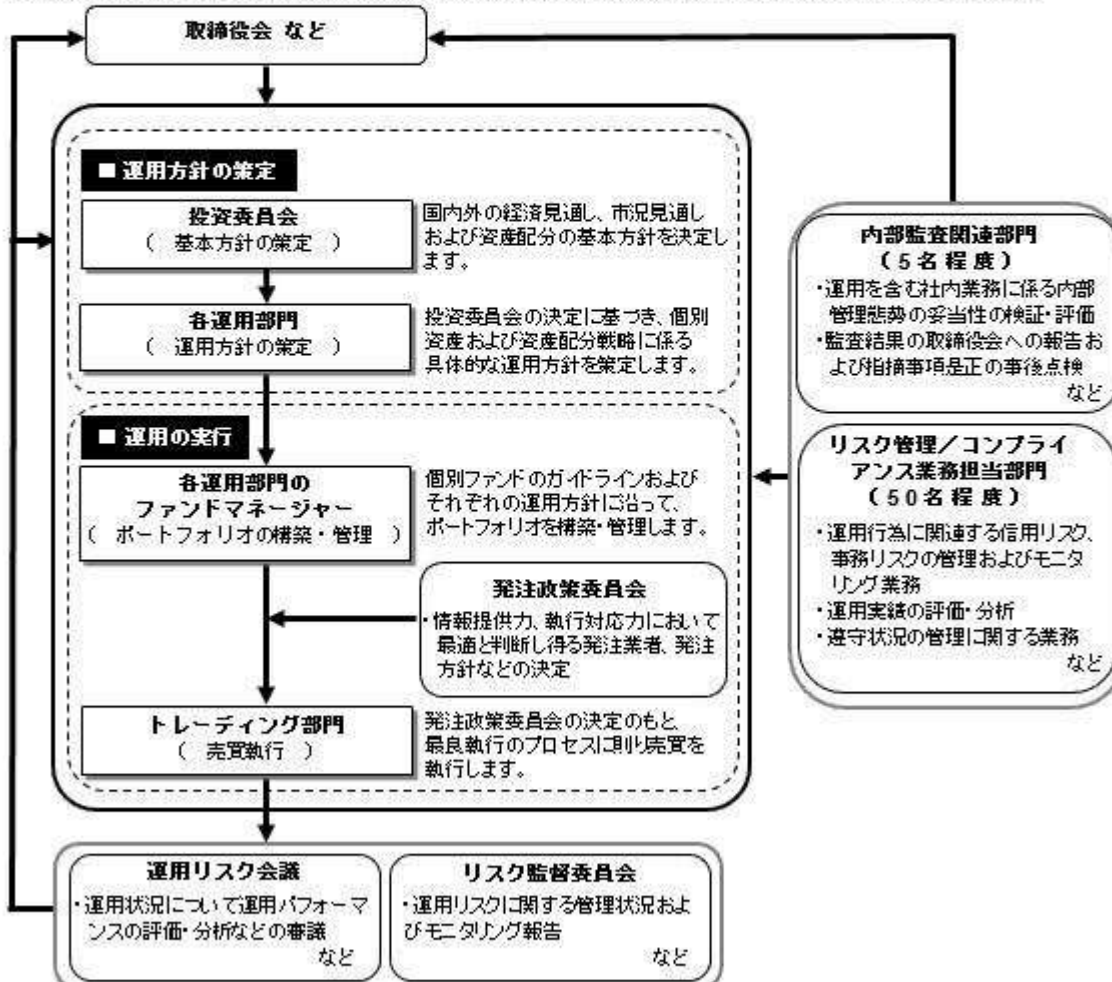 取締役会 など
■ 運用方針の策定
投資委員会
( 基本方針の策定 )
国内外の経済見通し、市況見通し
および資産配分の基本方針を決定し
ます。
各運用部門
( 運用方針の策定 )
投資委員会の決定に基づき、個別
資産および資産配分戦略に係る
具体的な運用方針を策定します。
■ 運用の実行
各運用部門の
ファンドマネージャー
( ポートフォリオの構築・管理 )
個別ファンドのガイドラインおよび
それぞれの運用方針に沿って、
ポートフォリオを構築・管理します。
発注政策委員会
・情報提供力、執行対応力において
最適と判断し得る発注業者、発注
方針などの決定
トレーディング部門
( 売買執行 )
発注政策委員会の決定のもと
最良執行のプロセスに則り売買を
執行します。
内部監査関連部門
(5名程度)
・運用を含む社内業務に係る内部
管理態勢の妥当性の検証・評価
・監査結果の取締役会への報告お
よび指摘事項是正の事後点検
など
リスク管理/コンプライ
アンス業務担当部門
(50名程度)
・運用行為に関連する信用リスク、
事務リスクの管理およびモニタ
リング業務
・運用実績の評価・分析
・遵守状況の管理に関する業務
など
運用リスク会議
・運用状況について運用パフォーマ
ンスの評価・分析などの審議
など
リスク監督委員会
・運用リスクに関する管理状況およ
びモニタリング報告
など